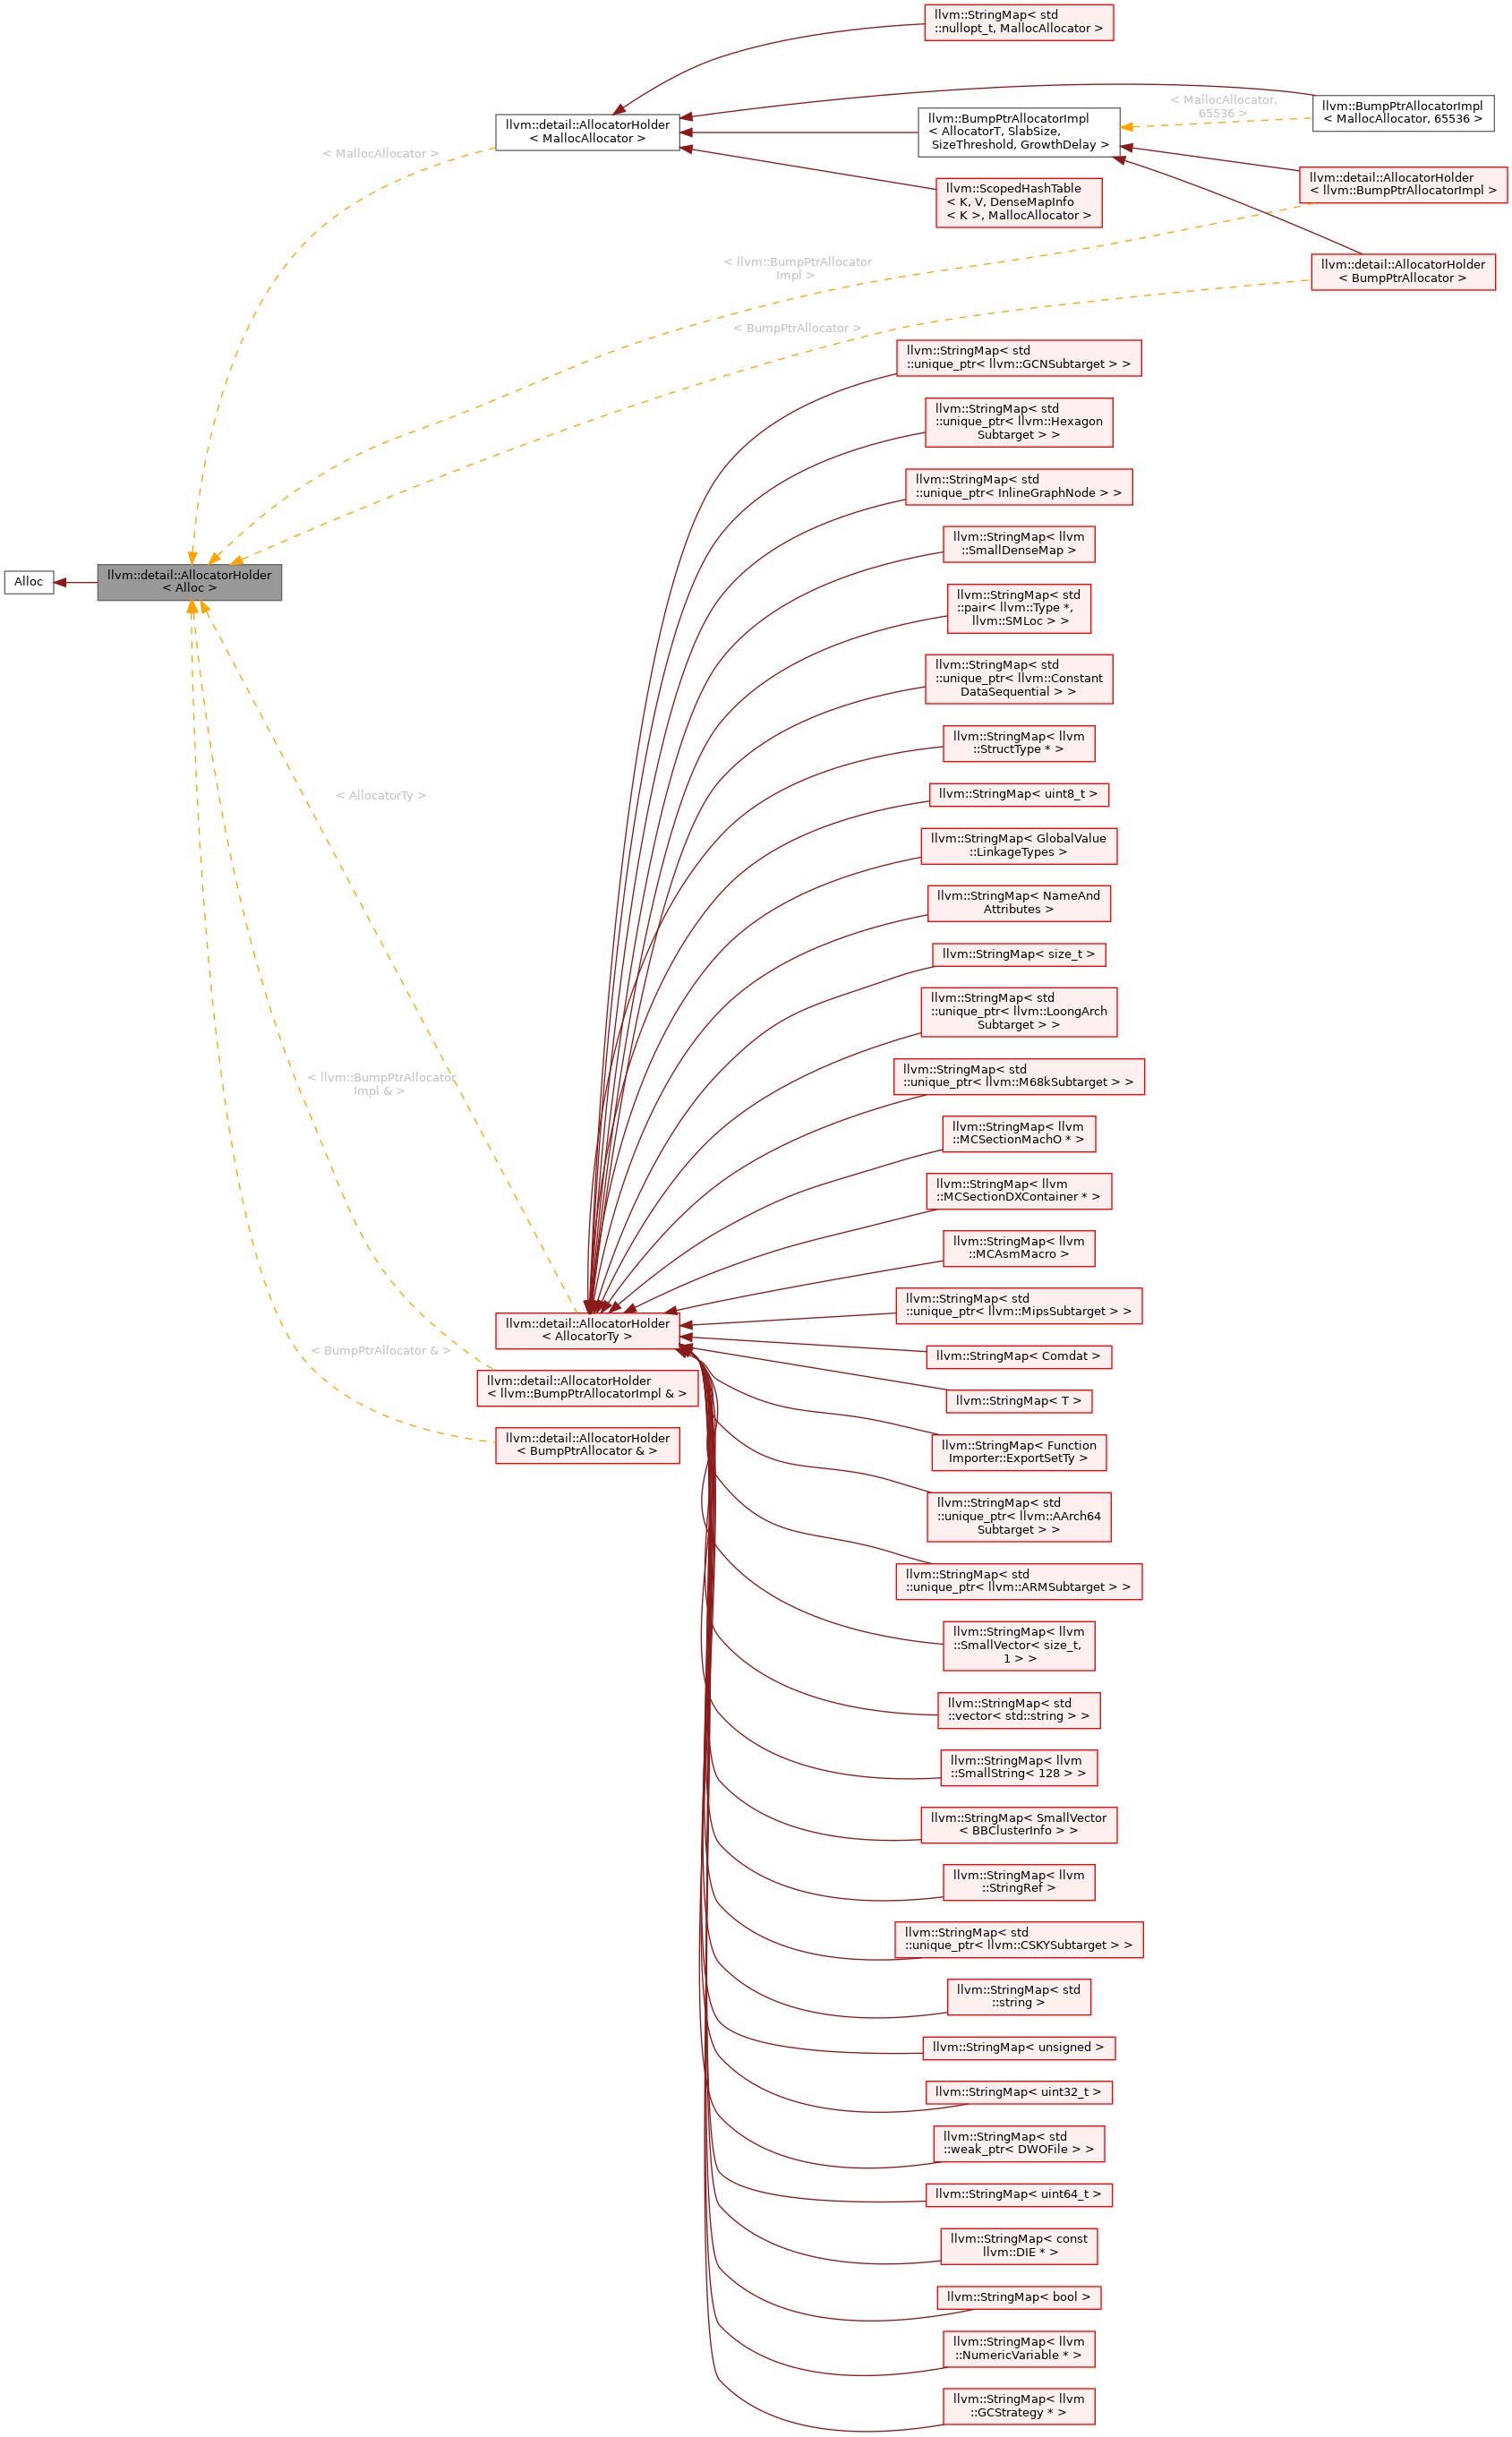 llvm::StringMap< std
::nullopt_t, MallocAllocator >
llvm::detail::AllocatorHolder
< MallocAllocator >
llvm::BumpPtrAllocatorImpl
< AllocatorT, SlabSize,
SizeThreshold, GrowthDelay >
< MallocAllocator,
65536 >
llvm::BumpPtrAllocatorImpl
< MallocAllocator, 65536 >
< MallocAllocator >
llvm::ScopedHashTable
< K, V, DenseMapInfo
< K >, MallocAllocator >
llvm::detail::AllocatorHolder
< llvm::BumpPtrAllocatorImpl >
< llvm::BumpPtrAllocator
Impl >
llvm::detail::AllocatorHolder
< BumpPtrAllocator >
< BumpPtrAllocator >
llvm::StringMap< std
::unique_ptr< llvm::GCNSubtarget > >
llvm::StringMap< std
::unique_ptr< llvm::Hexagon
Subtarget > >
llvm::StringMap< std
::unique_ptr< InlineGraphNode > >
llvm::StringMap< llvm
::SmallDenseMap >
Alloc
llvm::detail::AllocatorHolder
< Alloc >
llvm::StringMap< std
::pair< llvm::Type *,
llvm::SMLoc > >
llvm::StringMap< std
::unique_ptr< llvm::Constant
DataSequential > >
llvm::StringMap< llvm
::StructType * >
llvm::StringMap< uint8_t >
< AllocatorTy >
llvm::StringMap< GlobalValue
::LinkageTypes >
llvm::StringMap< NameAnd
Attributes >
llvm::StringMap< size_t >
llvm::StringMap< std
::unique_ptr< llvm::LoongArch
Subtarget > >
llvm::StringMap< std
::unique_ptr< llvm::M68kSubtarget > >
< llvm::BumpPtrAllocator
Impl & >
llvm::StringMap< llvm
::MCSectionMachO * >
llvm::StringMap< llvm
::MCSectionDXContainer * >
llvm::StringMap< llvm
::MCAsmMacro >
llvm::StringMap< std
::unique_ptr< llvm::MipsSubtarget > >
llvm::detail::AllocatorHolder
< AllocatorTy >
< BumpPtrAllocator & >
llvm::StringMap< Comdat >
llvm::detail::AllocatorHolder
< llvm::BumpPtrAllocatorImpl & >
llvm::StringMap< T >
llvm::detail::AllocatorHolder
< BumpPtrAllocator & >
llvm::StringMap< Function
Importer::ExportSetTy >
llvm::StringMap< std
::unique_ptr< llvm::AArch64
Subtarget > >
llvm::StringMap< std
::unique_ptr< llvm::ARMSubtarget > >
llvm::StringMap< llvm
::SmallVector< size_t,
1 > >
llvm::StringMap< std
::vector< std::string > >
llvm::StringMap< llvm
::SmallString< 128 > >
llvm::StringMap< SmallVector
< BBClusterInfo > >
llvm::StringMap< llvm
::StringRef >
llvm::StringMap< std
::unique_ptr< llvm::CSKYSubtarget > >
llvm::StringMap< std
::string >
llvm::StringMap< unsigned >
llvm::StringMap< uint32_t >
llvm::StringMap< std
::weak_ptr< DWOFile > >
llvm::StringMap< uint64_t >
llvm::StringMap< const
llvm::DIE * >
llvm::StringMap< bool >
llvm::StringMap< llvm
::NumericVariable * >
llvm::StringMap< llvm
::GCStrategy * >